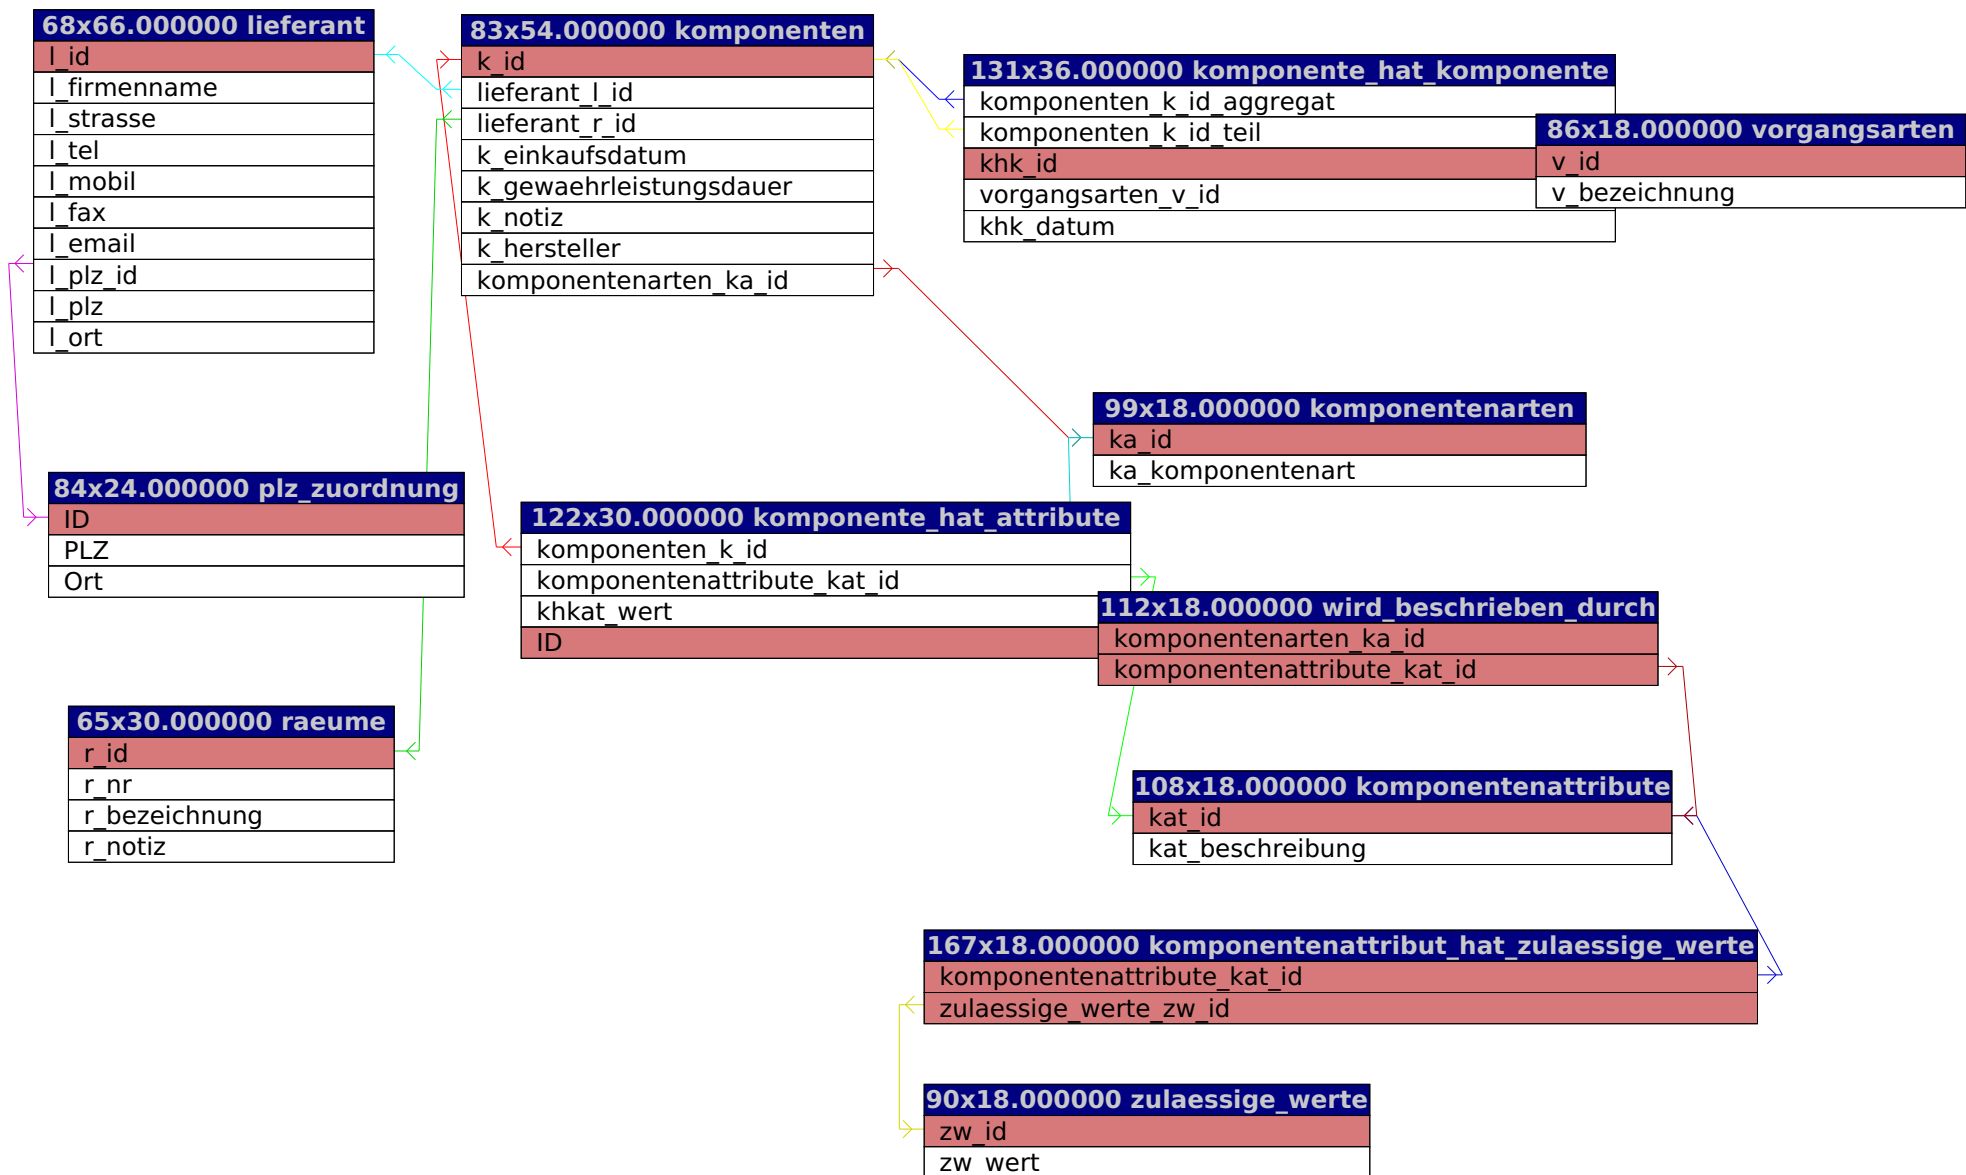 68x66.000000 lieferant
l_id
l_firmenname
l_strasse
l_tel
l_mobil
l_fax
l_email
l_plz_id
l_plz
l_ort
83x54.000000 komponenten
k_id
lieferant_l_id
lieferant_r_id
k_einkaufsdatum
k_gewaehrleistungsdauer
k_notiz
k_hersteller
komponentenarten_ka_id
131x36.000000 komponente_hat_komponente
komponenten_k_id_aggregat
komponenten_k_id_teil
khk_id
vorgangsarten_v_id
khk_datum
86x18.000000 vorgangsarten
v_id
v_bezeichnung
99x18.000000 komponentenarten
ka_id
ka_komponentenart
84x24.000000 plz_zuordnung
ID
PLZ
Ort
122x30.000000 komponente_hat_attribute
komponenten_k_id
komponentenattribute_kat_id
khkat_wert
ID
112x18.000000 wird_beschrieben_durch
komponentenarten_ka_id
komponentenattribute_kat_id
65x30.000000 raeume
r_id
r_nr
r_bezeichnung
r_notiz
108x18.000000 komponentenattribute
kat_id
kat_beschreibung
167x18.000000 komponentenattribut_hat_zulaessige_werte
komponentenattribute_kat_id
zulaessige_werte_zw_id
90x18.000000 zulaessige_werte
zw_id
zw_wert